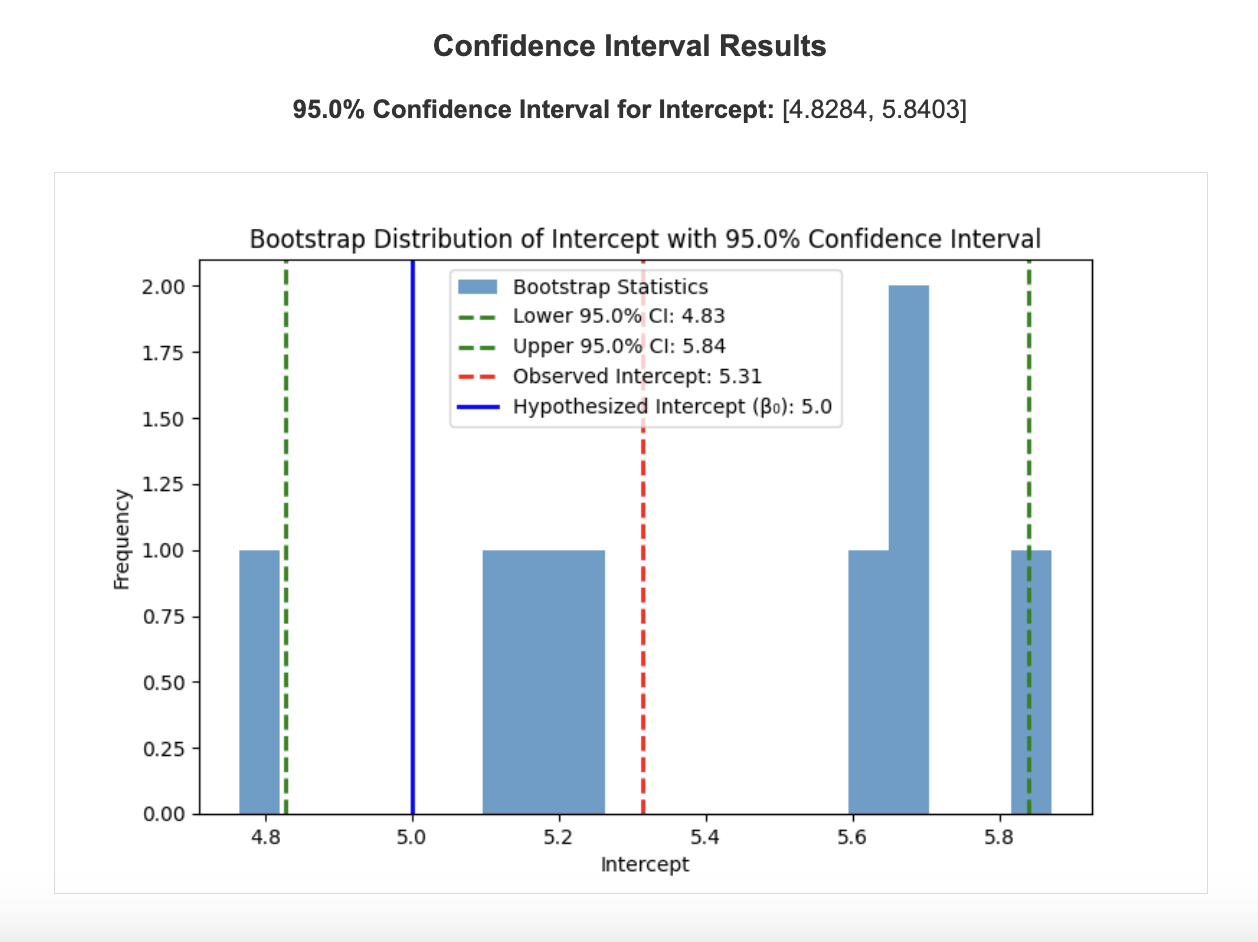 Confidence Interval Results
95.0% Confidence Interval for Intercept: [4.8284, 5.8403]
Bootstrap Distribution of Intercept with 95.0% Confidence Interval
Bootstrap Statistics
Lower 95.0% CI: 4.83
Upper 95.0% CI: 5.84
Observed Intercept: 5.31
Hypothesized Intercept (β₀): 5.0
Frequency
2.00
1.75
1.50
1.25
1.00
0.75
0.50
0.25
0.00
4.8 5.0 5.2 5.4 5.6 5.8
Intercept